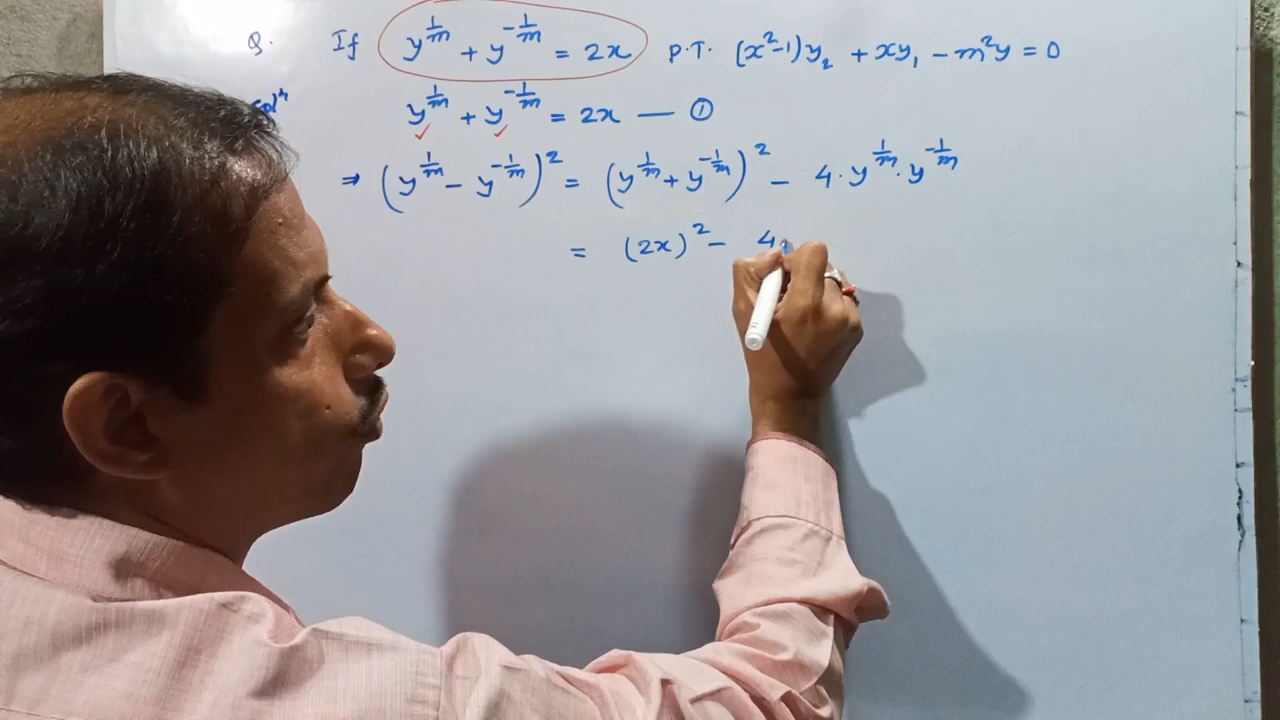 Q. If y^{1/m} + y^{-1/m} = 2x P.T. (x²-1)y₂ + xy₁ - m²y = 0
Solⁿ y^{1/m} + y^{-1/m} = 2x — ①
⇒ (y^{1/m} - y^{-1/m})² = (y^{1/m} + y^{-1/m})² - 4·y^{1/m}·y^{-1/m}
= (2x)² - 4